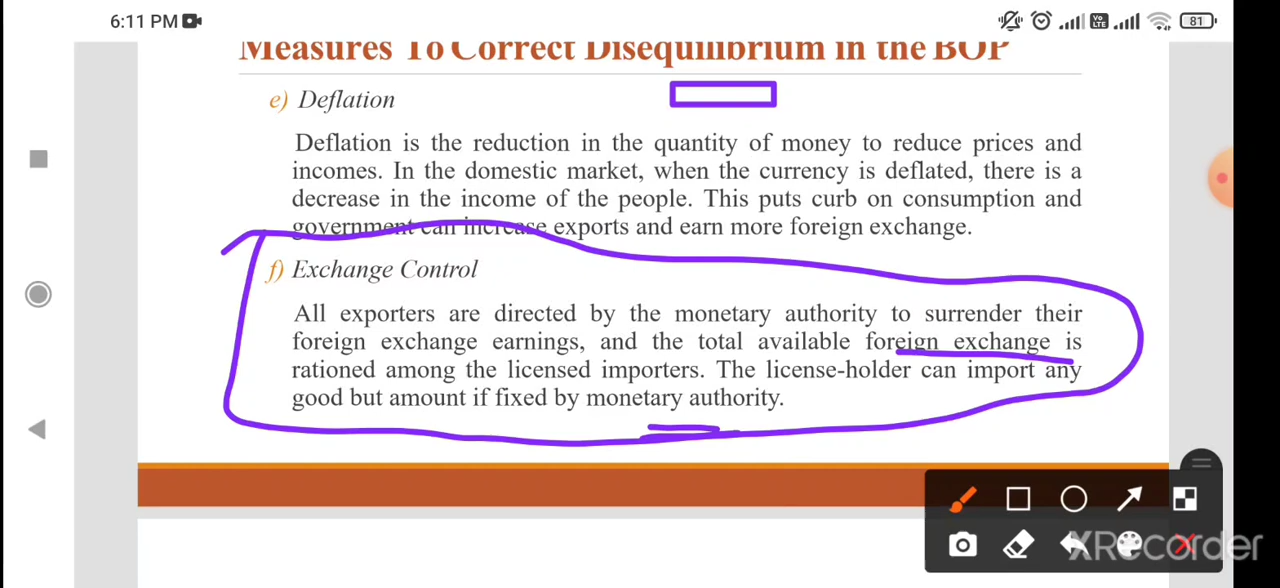 6:11 PM
Vo LTE
81
Measures To Correct Disequilibrium in the BOP
e) Deflation
Deflation is the reduction in the quantity of money to reduce prices and
incomes. In the domestic market, when the currency is deflated, there is a
decrease in the income of the people. This puts curb on consumption and
government can increase exports and earn more foreign exchange.
f) Exchange Control
All exporters are directed by the monetary authority to surrender their
foreign exchange earnings, and the total available foreign exchange is
rationed among the licensed importers. The license-holder can import any
good but amount if fixed by monetary authority.
XRecorder